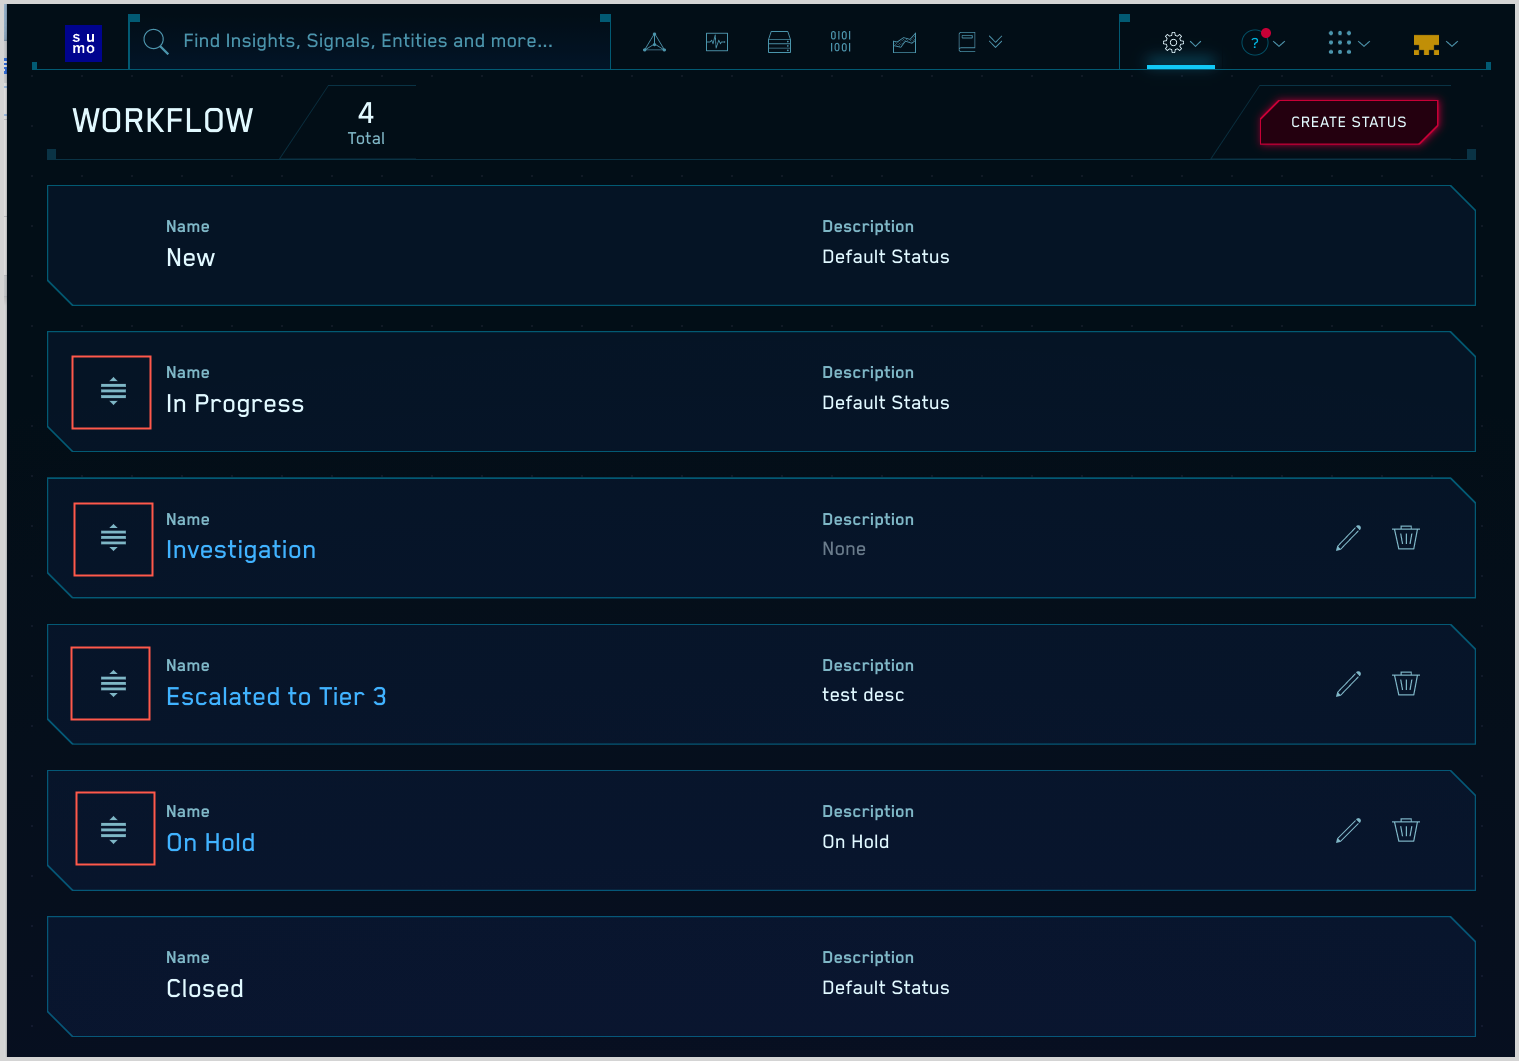 su
mo
Find Insights, Signals, Entities and more...
0101
1001
?
WORKFLOW
4
Total
CREATE STATUS
Name
New
Description
Default Status
Name
In Progress
Description
Default Status
Name
Investigation
Description
None
Name
Escalated to Tier 3
Description
test desc
Name
On Hold
Description
On Hold
Name
Closed
Description
Default Status